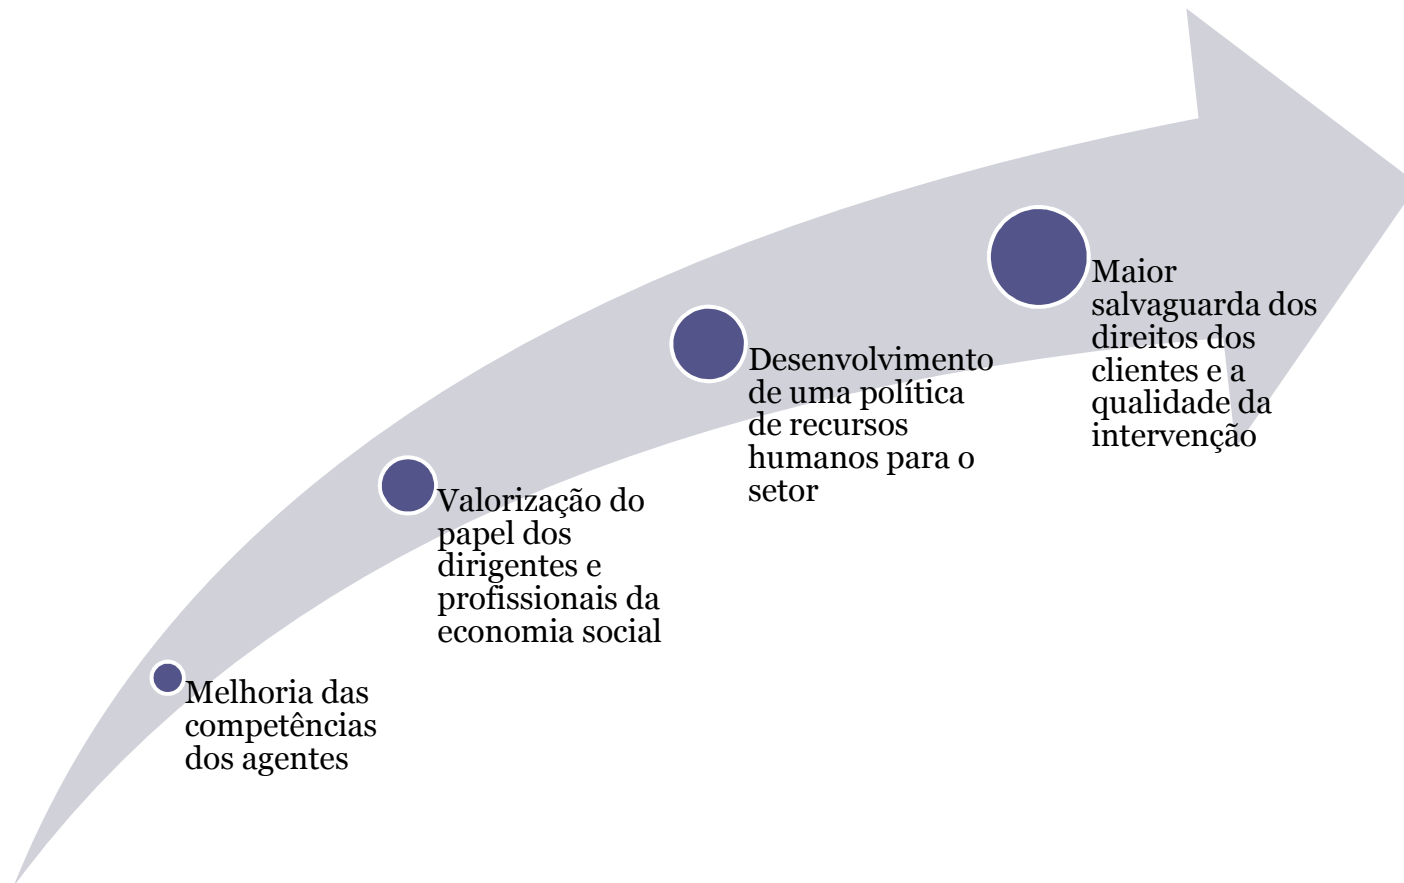 Maior
salvaguarda dos
direitos dos
clientes e a
qualidade da
intervenção
Desenvolvimento
de uma política
de recursos
humanos para o
setor
Valorização do
papel dos
dirigentes e
profissionais da
economia social
Melhoria das
competências
dos agentes